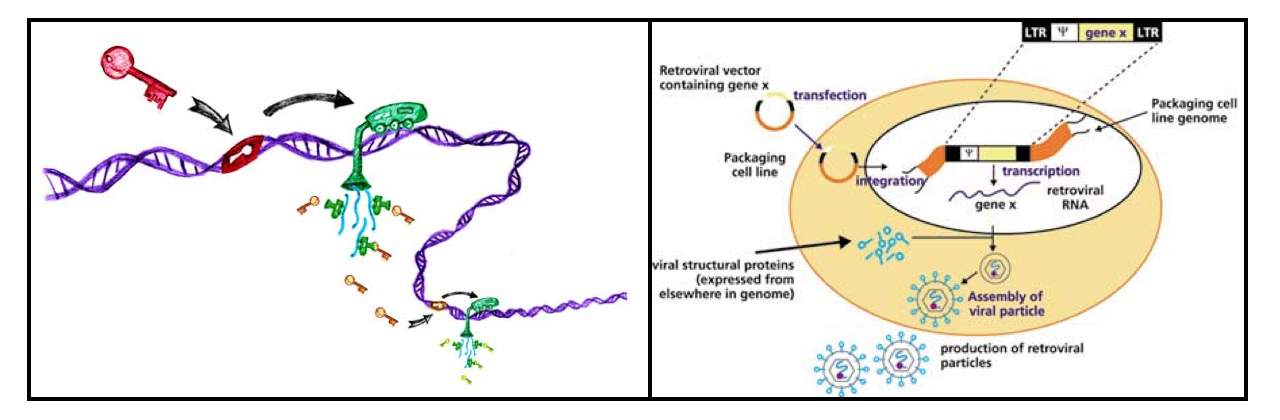 LTR Ψ gene x LTR
Retroviral vector
containing gene x
transfection
Packaging cell
line genome
Packaging
cell line
Ψ
integration
transcription
retroviral
RNA
gene x
viral structural proteins
(expressed from
elsewhere in genome)
Assembly of
viral particle
production of retroviral
particles